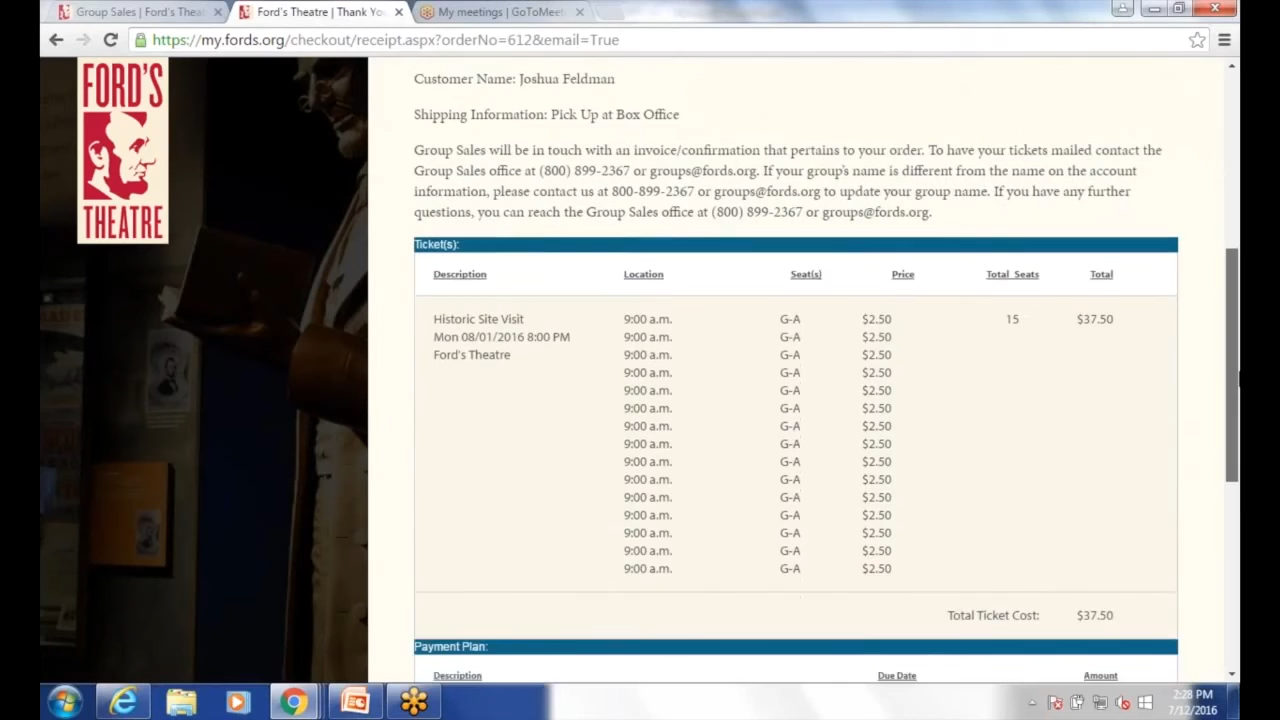 Group Sales | Ford's Theat
Ford's Theatre | Thank Yo
My meetings | GoToMeet
https://my.fords.org/checkout/receipt.aspx?orderNo=612&email=True
FORD'S
THEATRE
Customer Name: Joshua Feldman
Shipping Information: Pick Up at Box Office
Group Sales will be in touch with an invoice/confirmation that pertains to your order. To have your tickets mailed contact the
Group Sales office at (800) 899-2367 or groups@fords.org. If your group's name is different from the name on the account
information, please contact us at 800-899-2367 or groups@fords.org to update your group name. If you have any further
questions, you can reach the Group Sales office at (800) 899-2367 or groups@fords.org.
Ticket(s):
Description Location Seat(s) Price Total Seats Total
Historic Site Visit 9:00 a.m. G-A $2.50 15 $37.50
Mon 08/01/2016 8:00 PM 9:00 a.m. G-A $2.50
Ford's Theatre 9:00 a.m. G-A $2.50
9:00 a.m. G-A $2.50
9:00 a.m. G-A $2.50
9:00 a.m. G-A $2.50
9:00 a.m. G-A $2.50
9:00 a.m. G-A $2.50
9:00 a.m. G-A $2.50
9:00 a.m. G-A $2.50
9:00 a.m. G-A $2.50
9:00 a.m. G-A $2.50
9:00 a.m. G-A $2.50
9:00 a.m. G-A $2.50
9:00 a.m. G-A $2.50
Total Ticket Cost: $37.50
Payment Plan:
Description Due Date Amount
2:28 PM
7/12/2016